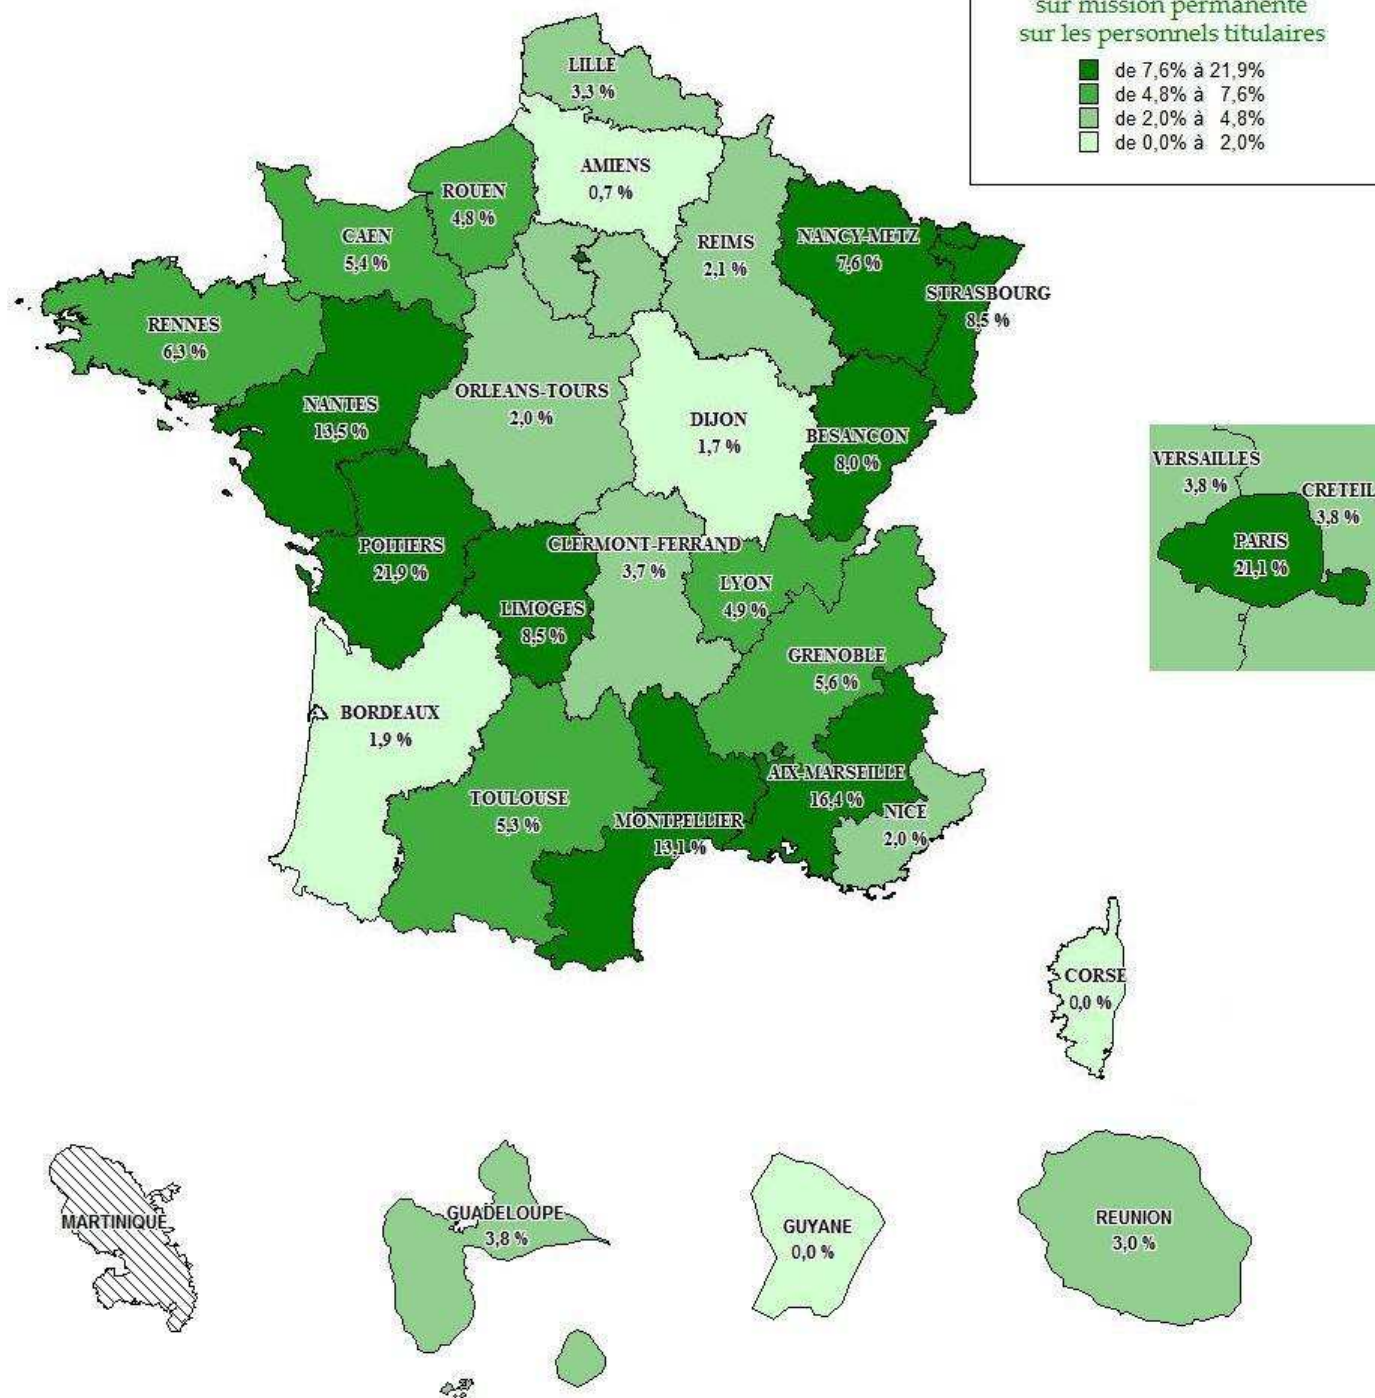 sur mission permanente
sur les personnels titulaires
de 7,6% à 21,9%
de 4,8% à 7,6%
de 2,0% à 4,8%
de 0,0% à 2,0%
LILLE
3,3 %
AMIENS
0,7 %
ROUEN
4,8 %
CAEN
5,4 %
REIMS
2,1 %
NANCY-METZ
7,6 %
STRASBOURG
8,5 %
RENNES
6,3 %
NANTES
13,5 %
ORLEANS-TOURS
2,0 %
DIJON
1,7 %
BESANCON
8,0 %
VERSAILLES
3,8 %
CRETEIL
3,8 %
PARIS
21,1 %
POITIERS
21,9 %
LIMOGES
8,5 %
CLERMONT-FERRAND
3,7 %
LYON
4,9 %
GRENOBLE
5,6 %
BORDEAUX
1,9 %
TOULOUSE
5,3 %
MONTPELLIER
13,1 %
AIX-MARSEILLE
16,4 %
NICE
2,0 %
CORSE
0,0 %
MARTINIQUE
GUADELOUPE
3,8 %
GUYANE
0,0 %
REUNION
3,0 %